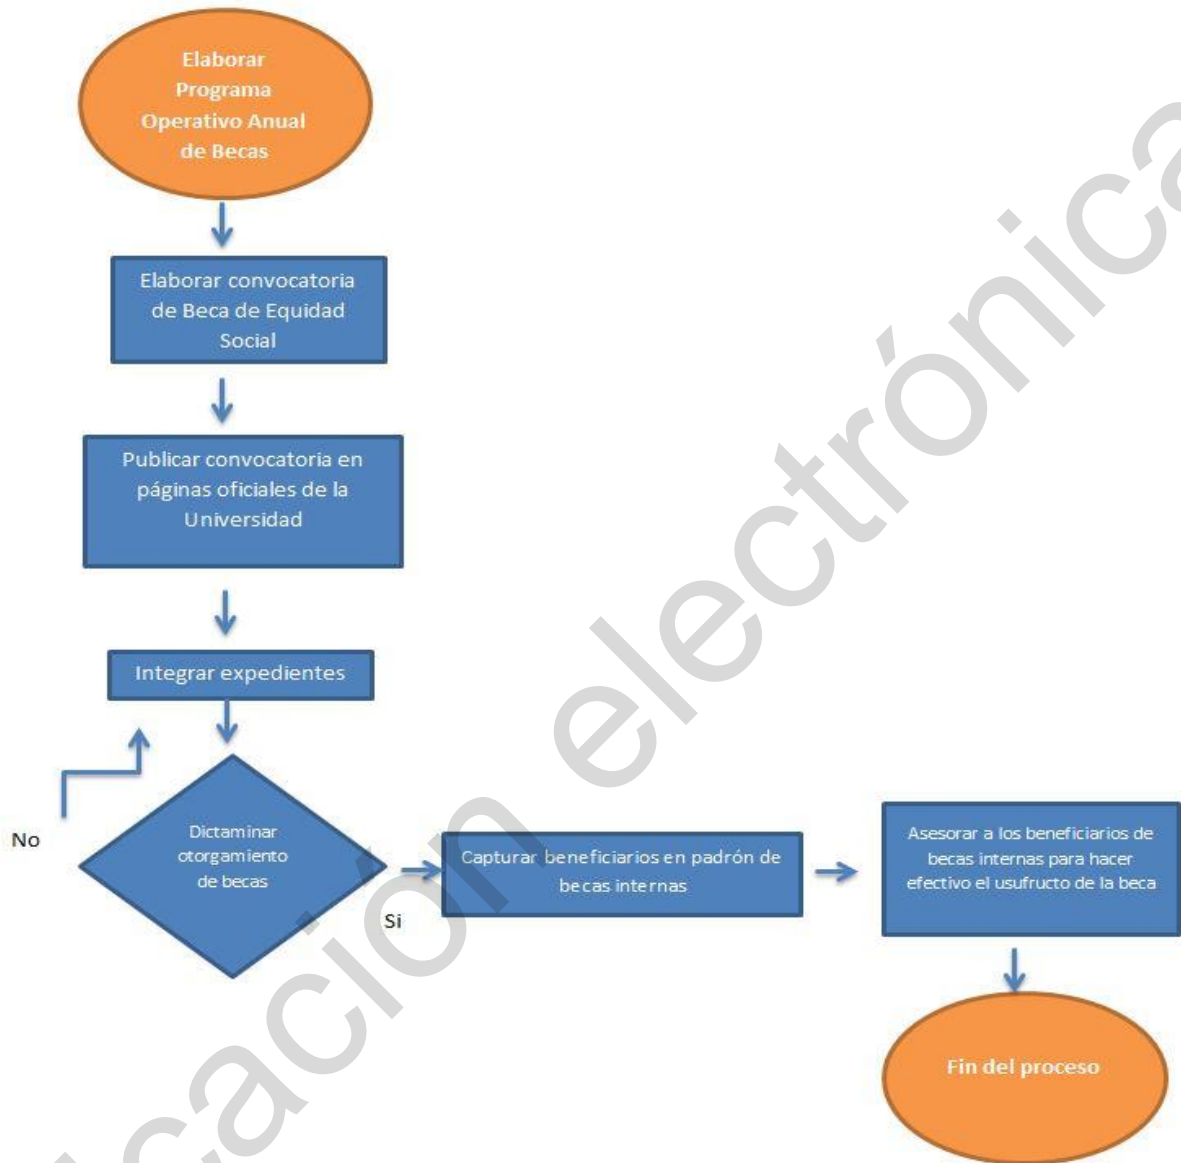 Elaborar
Programa
Operativo Anual
de Becas
Elaborar convocatoria
de Beca de Equidad
Social
Publicar convocatoria en
páginas oficiales de la
Universidad
Integrar expedientes
No
Dictaminar
otorgamiento
de becas
Si
Capturar beneficiarios en padrón de
becas internas
Asesorar a los beneficiarios de
becas internas para hacer
efectivo el usufructo de la beca
Fin del proceso
icación electrónica